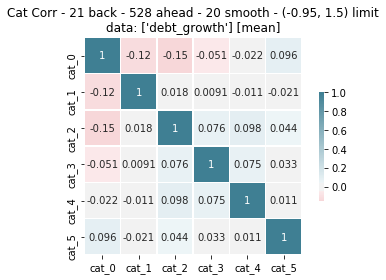 Cat Corr - 21 back - 528 ahead - 20 smooth - (-0.95, 1.5) limit
data: ['debt_growth'] [mean]
cat_0 1 -0.12 -0.15 -0.051 -0.022 0.096
cat_1 -0.12 1 0.018 0.0091 -0.011 -0.021
cat_2 -0.15 0.018 1 0.076 0.098 0.044
cat_3 -0.051 0.0091 0.076 1 0.075 0.033
cat_4 -0.022 -0.011 0.098 0.075 1 0.011
cat_5 0.096 -0.021 0.044 0.033 0.011 1
cat_0 cat_1 cat_2 cat_3 cat_4 cat_5
1.0
0.8
0.6
0.4
0.2
0.0